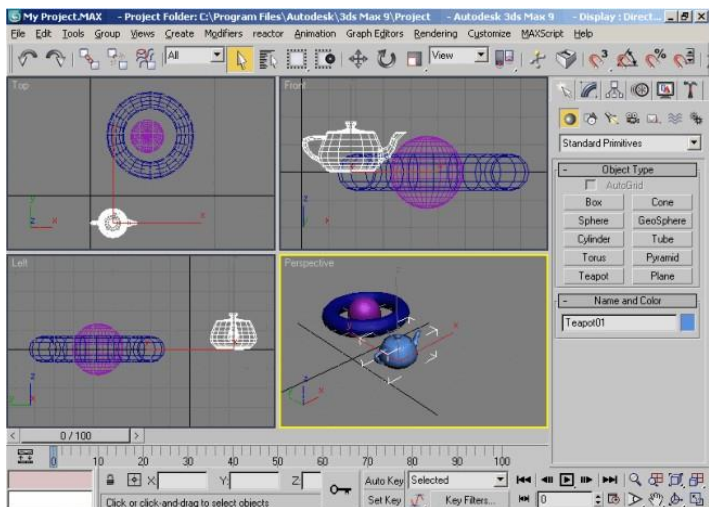 My Project.MAX - Project Folder: C:\Program Files\Autodesk\3ds Max 9\Project - Autodesk 3ds Max 9 - Display : Direct...
File Edit Tools Group Views Create Modifiers reactor Animation Graph Editors Rendering Customize MAXScript Help
All View 3
Top
Front
Standard Primitives
- Object Type
AutoGrid
Box Cone
Sphere GeoSphere
Cylinder Tube
Torus Pyramid
Teapot Plane
- Name and Color
Teapot01
y
z x
z
x
Left
Perspective
z
x
z
y x
z
x
< 0 / 100 >
0 10 20 30 40 50 60 70 80 90 100
X: Y: Z: Auto Key Selected
Click or click-and-drag to select objects Set Key Key Filters... 0